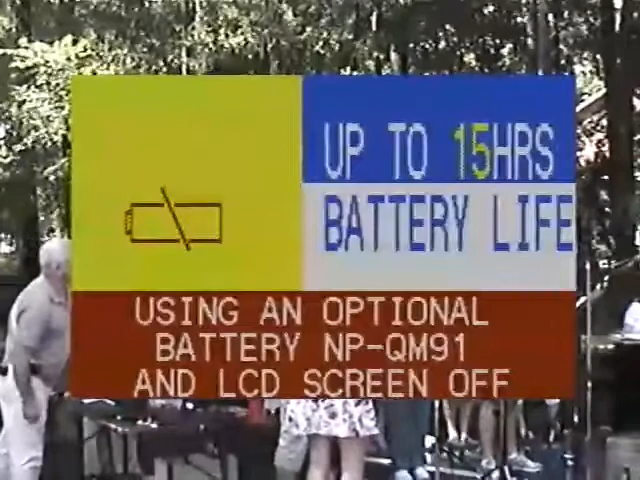 UP TO 15HRS
BATTERY LIFE
USING AN OPTIONAL
BATTERY NP-QM91
AND LCD SCREEN OFF